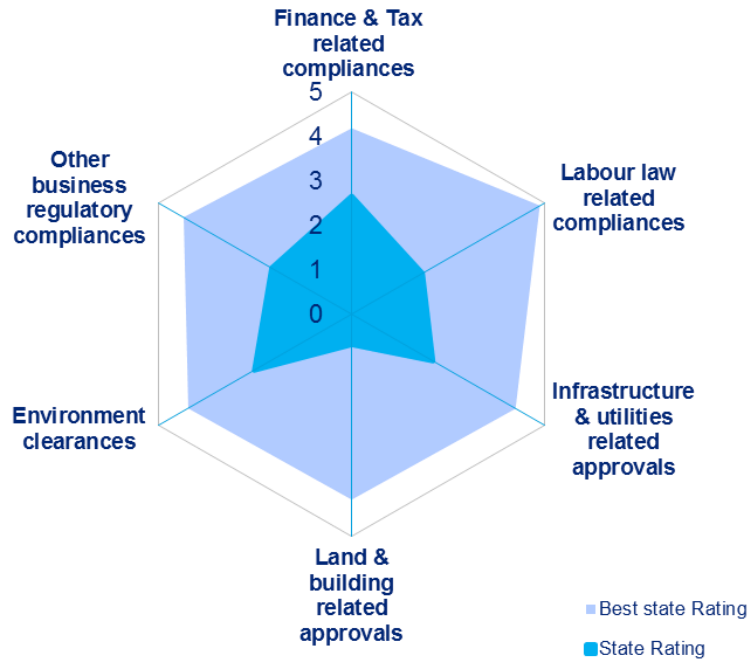 Finance & Tax
related
compliances
5
4
3
2
1
0
Other
business
regulatory
compliances
Labour law
related
compliances
Environment
clearances
Infrastructure
& utilities
related
approvals
Land &
building
related
approvals
Best state Rating
State Rating